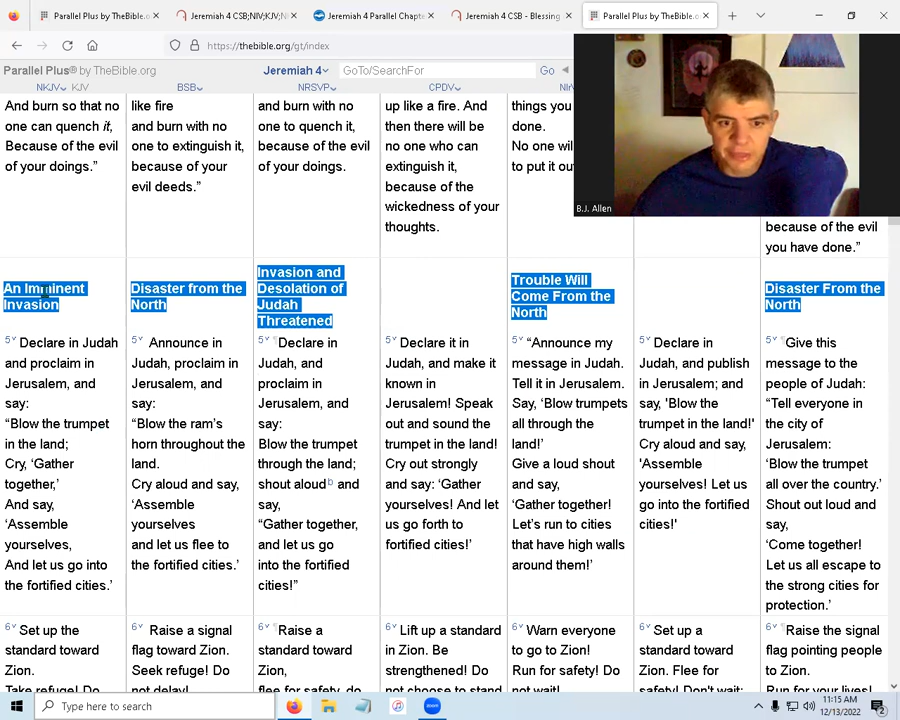 Parallel Plus by TheBible.o
Jeremiah 4 CSB;NIV;KJV;N
Jeremiah 4 Parallel Chapte
Jeremiah 4 CSB - Blessing
Parallel Plus by TheBible.o
https://thebible.org/gt/index
Parallel Plus® by TheBible.org
Jeremiah 4
GoTo/SearchFor
Go
NKJV KJV
BSB
NRSVP
CPDV
And burn so that no
one can quench it,
Because of the evil
of your doings.”
like fire
and burn with no
one to extinguish it,
because of your
evil deeds.”
and burn with no
one to quench it,
because of the evil
of your doings.
up like a fire. And
then there will be
no one who can
extinguish it,
because of the
wickedness of your
thoughts.
things you
done.
No one wil
to put it ou
B.J. Allen
because of the evil
you have done.”
An Imminent
Invasion
Disaster from the
North
Invasion and
Desolation of
Judah
Threatened
Trouble Will
Come From the
North
Disaster From the
North
5 Declare in Judah
and proclaim in
Jerusalem, and
say:
“Blow the trumpet
in the land;
Cry, ‘Gather
together,’
And say,
‘Assemble
yourselves,
And let us go into
the fortified cities.’
5 Announce in
Judah, proclaim in
Jerusalem, and
say:
“Blow the ram’s
horn throughout the
land.
Cry aloud and say,
‘Assemble
yourselves
and let us flee to
the fortified cities.’
5 Declare in
Judah, and
proclaim in
Jerusalem, and
say:
Blow the trumpet
through the land;
shout aloud b and
say,
“Gather together,
and let us go
into the fortified
cities!”
5 Declare it in
Judah, and make it
known in
Jerusalem! Speak
out and sound the
trumpet in the land!
Cry out strongly
and say: ‘Gather
yourselves! And let
us go forth to
fortified cities!’
5 “Announce my
message in Judah.
Tell it in Jerusalem.
Say, ‘Blow trumpets
all through the
land!’
Give a loud shout
and say,
‘Gather together!
Let’s run to cities
that have high walls
around them!’
5 Declare in
Judah, and publish
in Jerusalem; and
say, 'Blow the
trumpet in the land!'
Cry aloud and say,
'Assemble
yourselves! Let us
go into the fortified
cities!'
5 ¶Give this
message to the
people of Judah:
“Tell everyone in
the city of
Jerusalem:
‘Blow the trumpet
all over the country.’
Shout out loud and
say,
‘Come together!
Let us all escape to
the strong cities for
protection.’
6 Set up the
standard toward
Zion.
Take refuge! Do
6 Raise a signal
flag toward Zion.
Seek refuge! Do
not delay!
6 Raise a
standard toward
Zion,
flee for safety, do
6 Lift up a standard
in Zion. Be
strengthened! Do
not choose to stand
6 Warn everyone
to go to Zion!
Run for safety! Do
not wait!
6 Set up a
standard toward
Zion. Flee for
safety! Don't wait;
6 ¶Raise the signal
flag pointing people
to Zion.
Run for your lives!
Type here to search
zoom
11:15 AM
12/13/2022
2